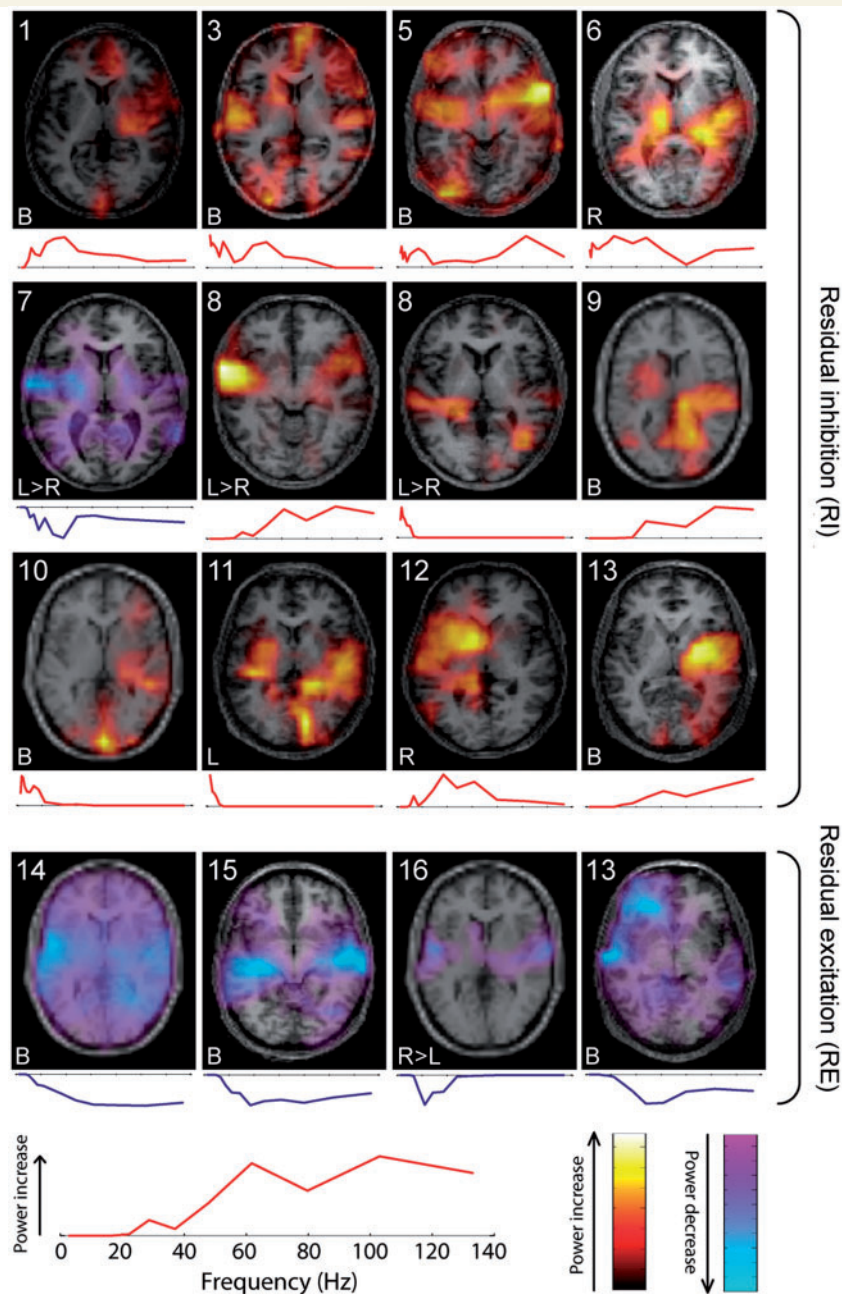 1 3 5 6
B B B R
7 8 8 9
L>R L>R L>R B
10 11 12 13
B L R B
Residual inhibition (RI)
14 15 16 13
B B R>L B
Residual excitation (RE)
Power increase
0 20 40 60 80 100 120 140
Frequency (Hz)
Power increase
Power decrease